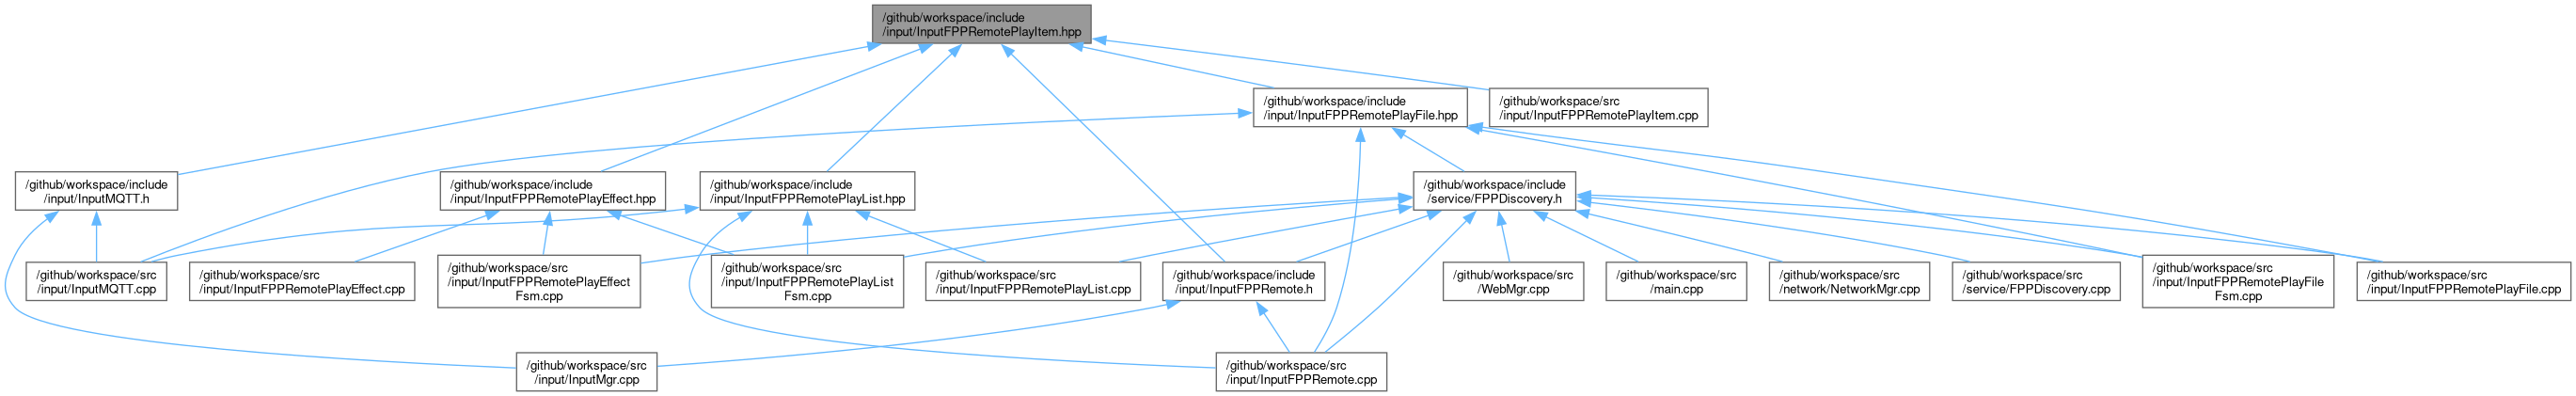 /github/workspace/include
/input/InputFPPRemotePlayItem.hpp
/github/workspace/include
/input/InputFPPRemotePlayFile.hpp
/github/workspace/src
/input/InputFPPRemotePlayItem.cpp
/github/workspace/include
/input/InputMQTT.h
/github/workspace/include
/input/InputFPPRemotePlayEffect.hpp
/github/workspace/include
/input/InputFPPRemotePlayList.hpp
/github/workspace/include
/service/FPPDiscovery.h
/github/workspace/src
/input/InputMQTT.cpp
/github/workspace/src
/input/InputFPPRemotePlayEffect.cpp
/github/workspace/src
/input/InputFPPRemotePlayEffect
Fsm.cpp
/github/workspace/src
/input/InputFPPRemotePlayList
Fsm.cpp
/github/workspace/src
/input/InputFPPRemotePlayList.cpp
/github/workspace/include
/input/InputFPPRemote.h
/github/workspace/src
/WebMgr.cpp
/github/workspace/src
/main.cpp
/github/workspace/src
/network/NetworkMgr.cpp
/github/workspace/src
/service/FPPDiscovery.cpp
/github/workspace/src
/input/InputFPPRemotePlayFile
Fsm.cpp
/github/workspace/src
/input/InputFPPRemotePlayFile.cpp
/github/workspace/src
/input/InputMgr.cpp
/github/workspace/src
/input/InputFPPRemote.cpp